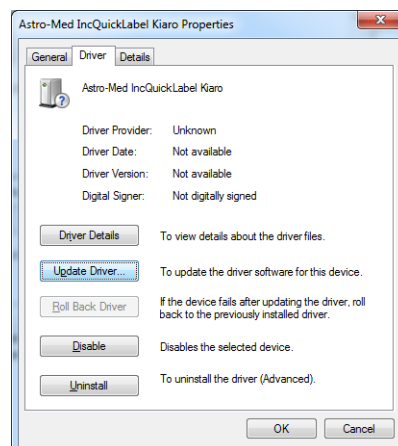 Astro-Med IncQuickLabel Kiaro Properties
General Driver Details
Astro-Med IncQuickLabel Kiaro
Driver Provider: Unknown
Driver Date: Not available
Driver Version: Not available
Digital Signer: Not digitally signed
Driver Details To view details about the driver files.
Update Driver... To update the driver software for this device.
Roll Back Driver If the device fails after updating the driver, roll
back to the previously installed driver.
Disable Disables the selected device.
Uninstall To uninstall the driver (Advanced).
OK Cancel